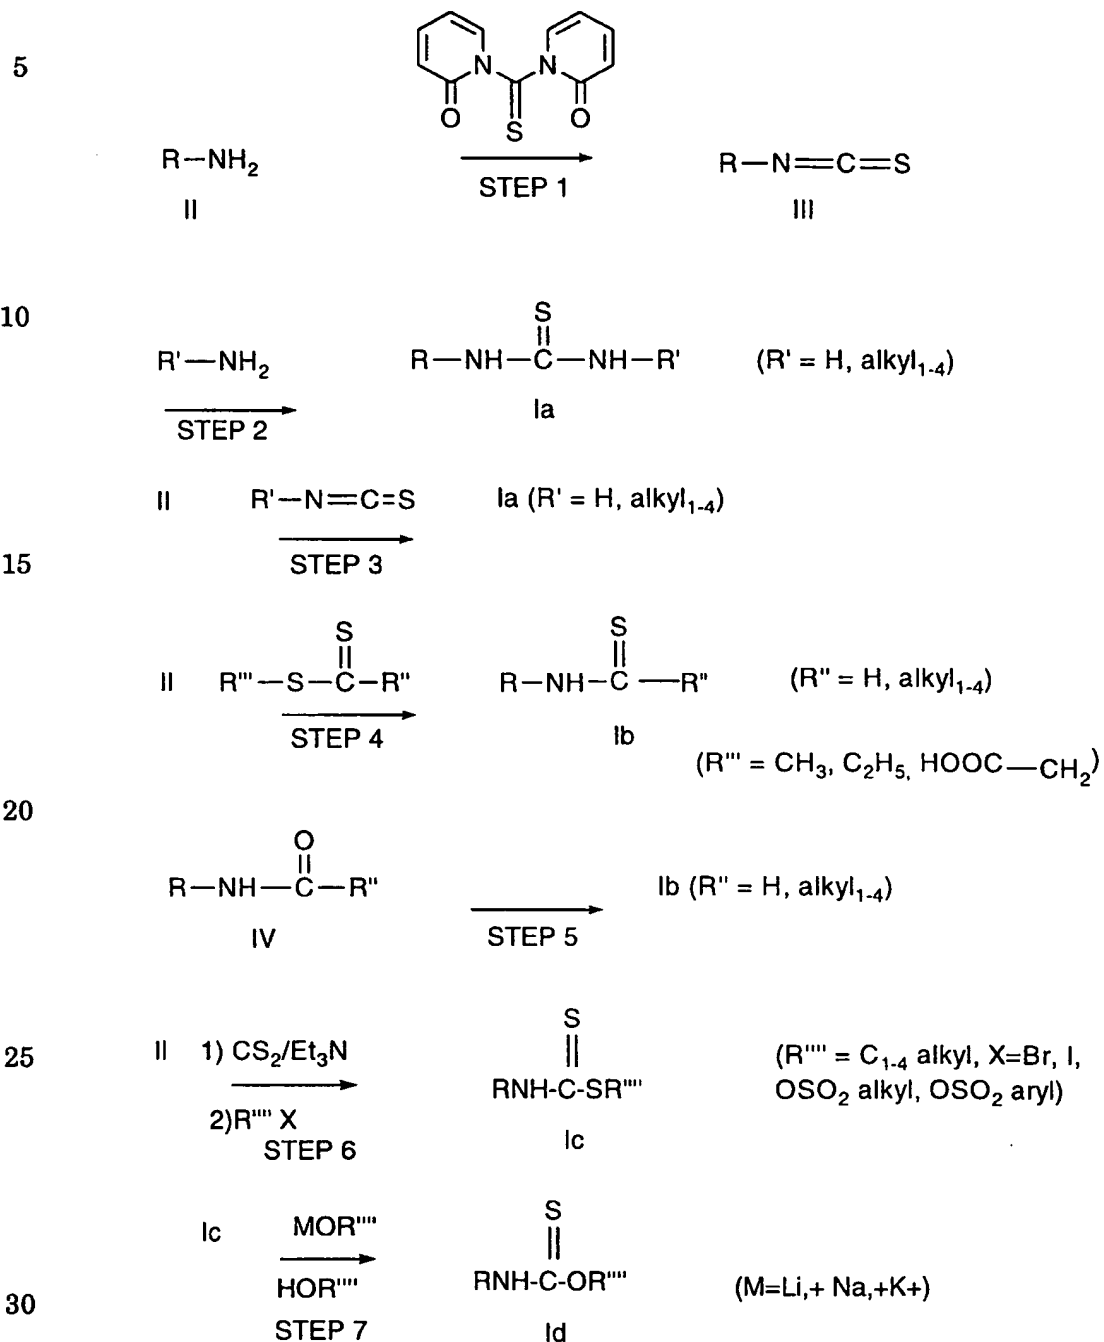 5
N N
O S O
R—NH2 STEP 1 R—N=C=S
II III
10
S
R'—NH2 R—NH—C—NH—R' (R' = H, alkyl1-4)
STEP 2 Ia
II R'—N=C=S Ia (R' = H, alkyl1-4)
15 STEP 3
S S
II R'''—S—C—R'' R—NH—C—R'' (R'' = H, alkyl1-4)
STEP 4 Ib
(R''' = CH3, C2H5, HOOC—CH2)
20
O
R—NH—C—R'' Ib (R'' = H, alkyl1-4)
IV STEP 5
S
25 II 1) CS2/Et3N (R'''' = C1-4 alkyl, X=Br, I,
RNH-C-SR'''' OSO2 alkyl, OSO2 aryl)
2)R'''' X
STEP 6 Ic
S
Ic MOR''''
HOR'''' RNH-C-OR'''' (M=Li,+ Na,+K+)
30 STEP 7 Id